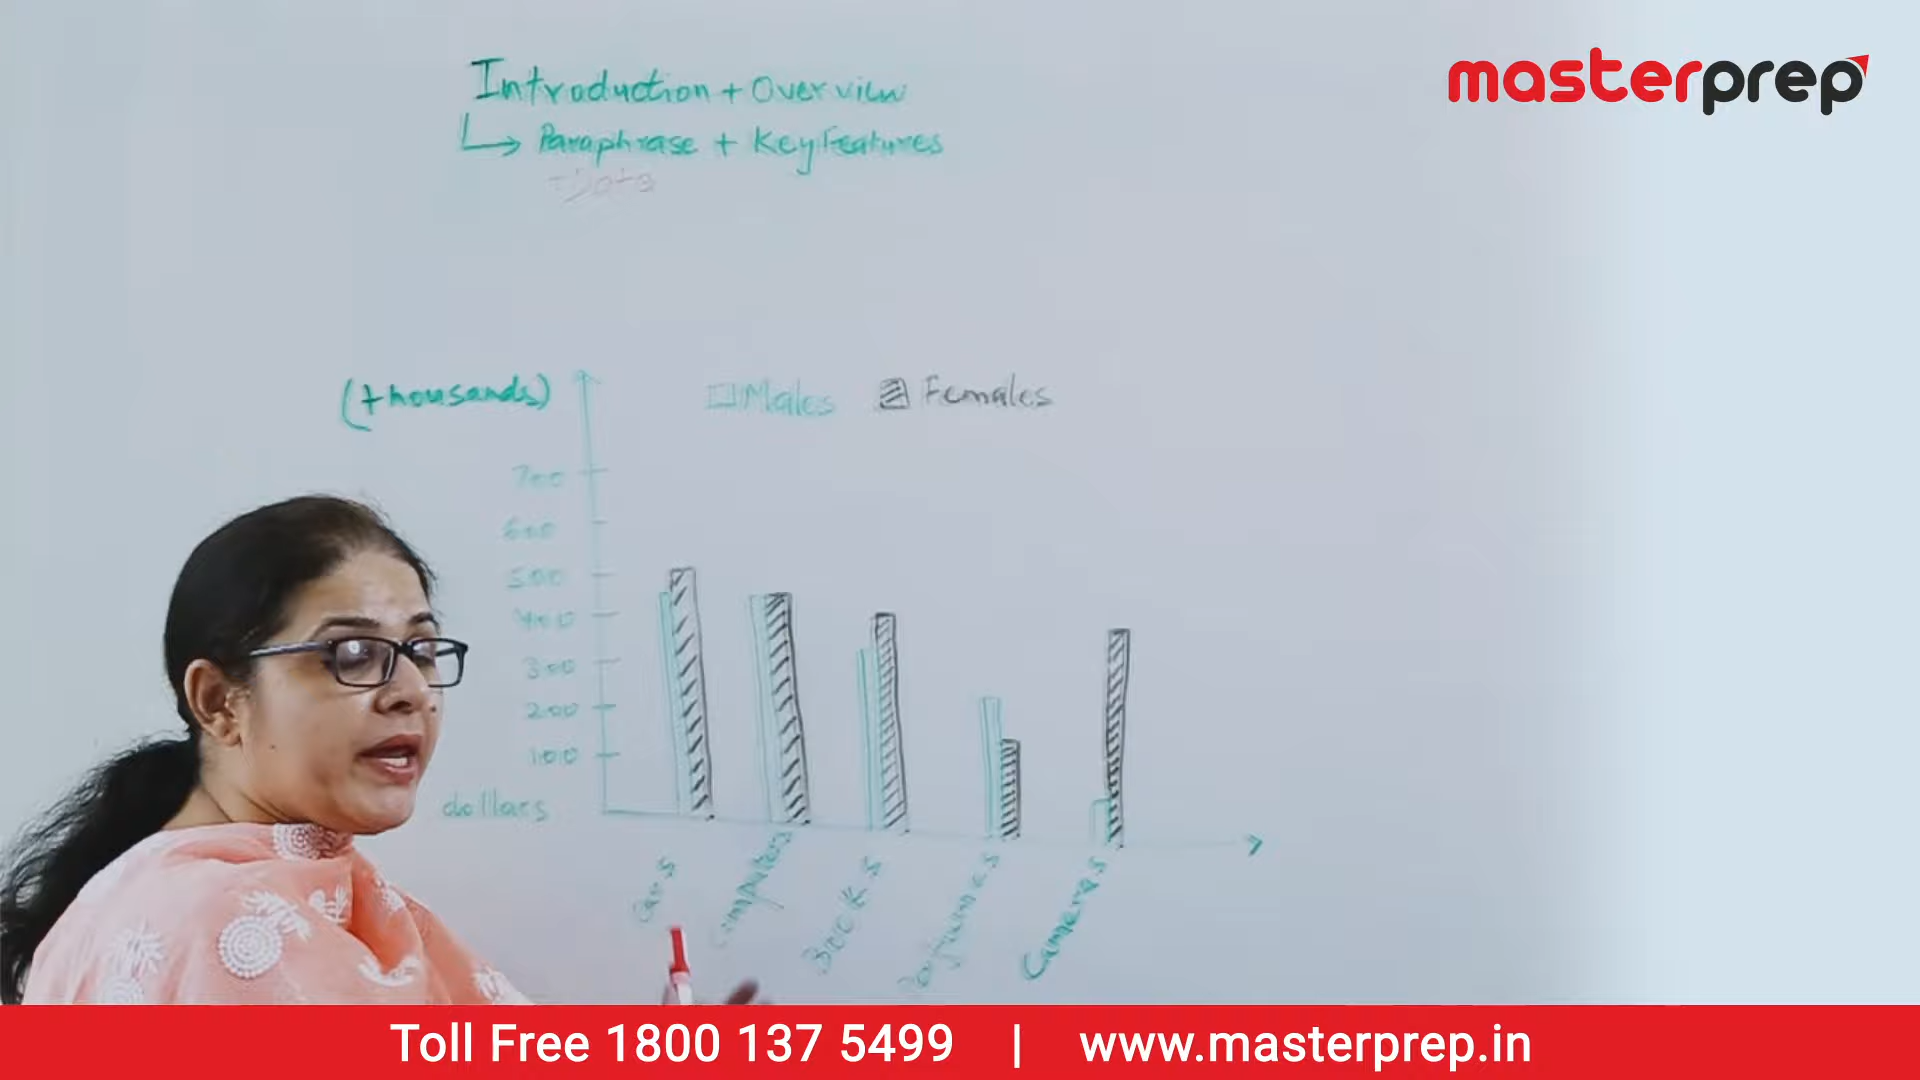 masterprep
Introduction + Overview
Paraphrase + Key Features
(thousands)
Males
Females
700
600
500
400
300
200
100
dollars
Cars
Computers
Books
Perfumes
Cameras
Toll Free 1800 137 5499 | www.masterprep.in